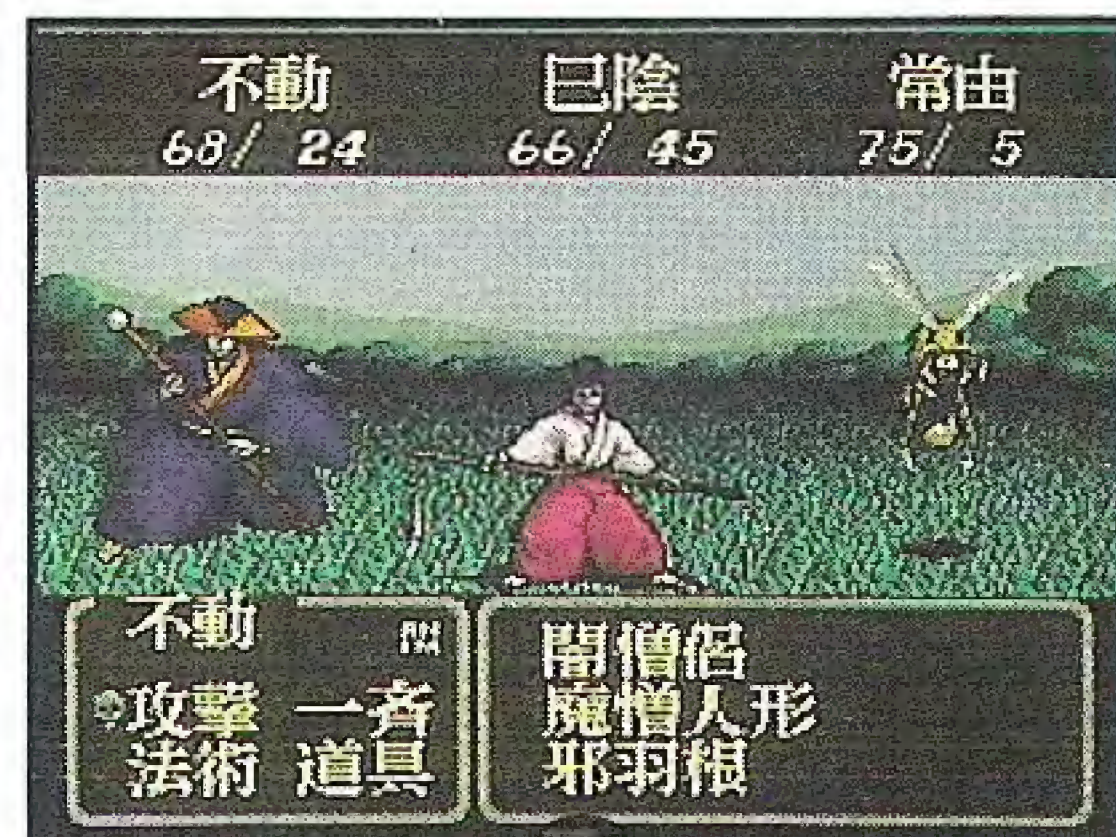 不動 巳陰 常由
68/ 24 66/ 45 75/ 5
不動
攻撃 一斉
法術 道具
闇僧侶
魔僧人形
邪羽根